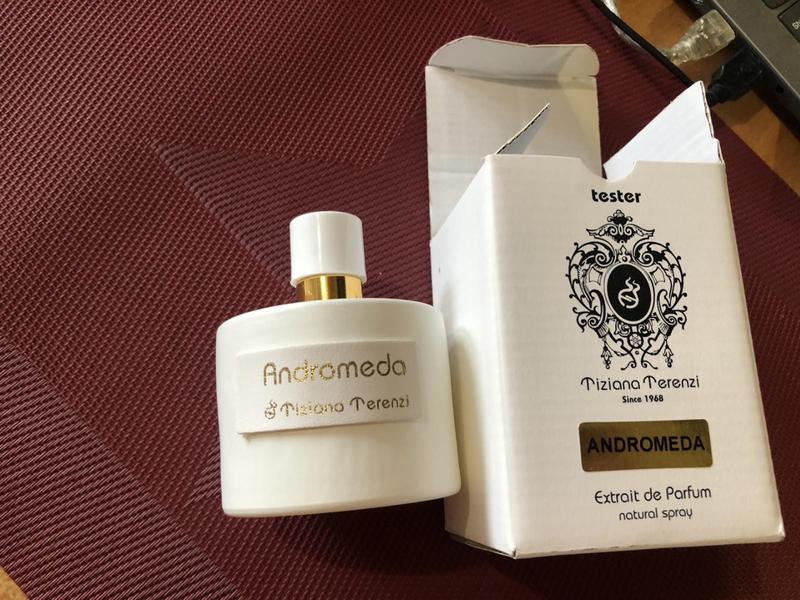 Andromeda
Tiziana Terenzi
tester
Tiziana Terenzi
Since 1968
ANDROMEDA
Extrait de Parfum
natural spray